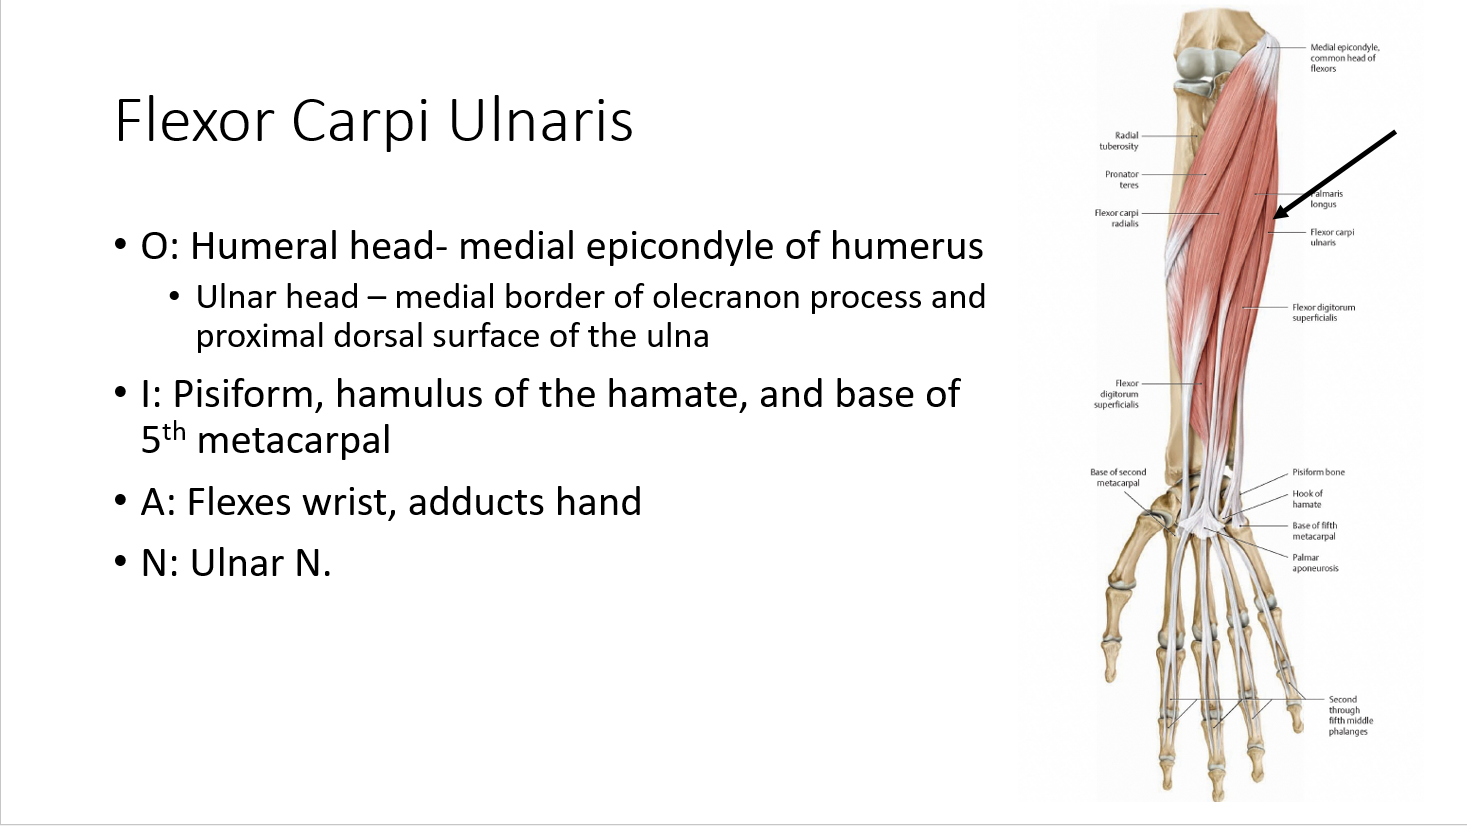 Flexor Carpi Ulnaris
• O: Humeral head- medial epicondyle of humerus
• Ulnar head – medial border of olecranon process and
proximal dorsal surface of the ulna
• I: Pisiform, hamulus of the hamate, and base of
5th metacarpal
• A: Flexes wrist, adducts hand
• N: Ulnar N.
Medial epicondyle,
common head of
flexors
Radial
tuberosity
Pronator
teres
Flexor carpi
radialis
Palmaris
longus
Flexor carpi
ulnaris
Flexor digitorum
superficialis
Flexor
digitorum
superficialis
Base of second
metacarpal
Pisiform bone
Hook of
hamate
Base of fifth
metacarpal
Palmar
aponeurosis
Second
through
fifth middle
phalanges